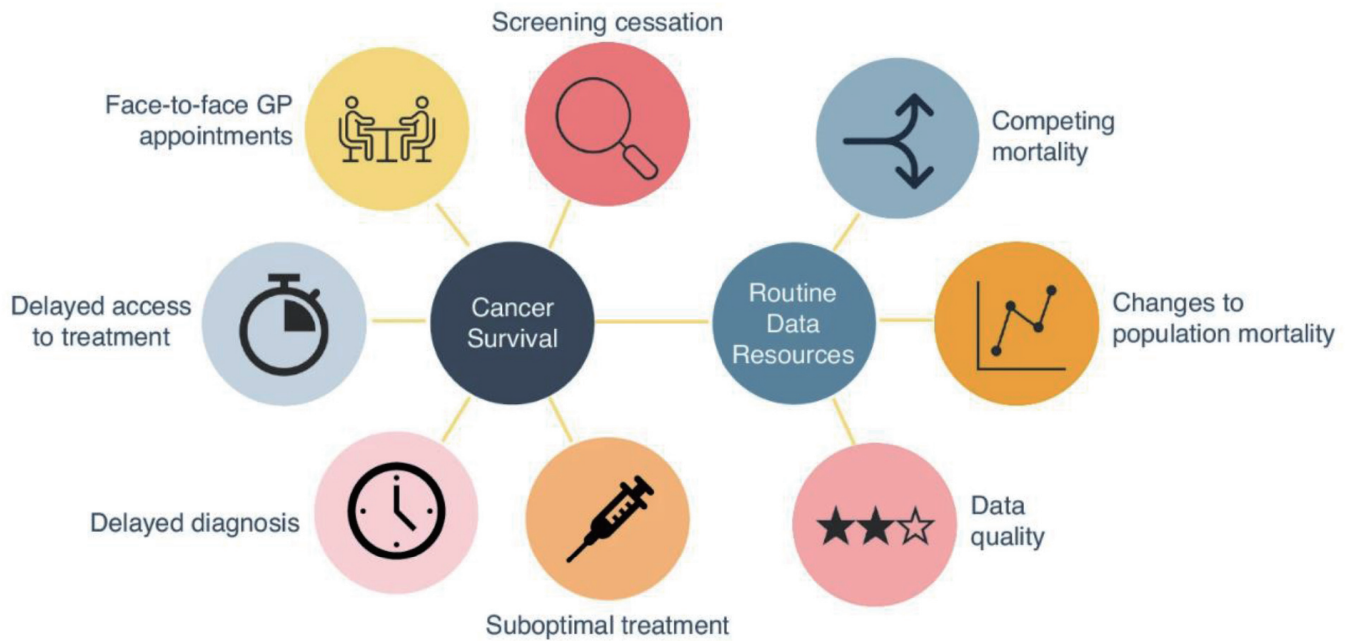 Screening cessation
Face-to-face GP
appointments
Competing
mortality
Delayed access
to treatment
Cancer
Survival
Routine
Data
Resources
Changes to
population mortality
Delayed diagnosis
Data
quality
Suboptimal treatment